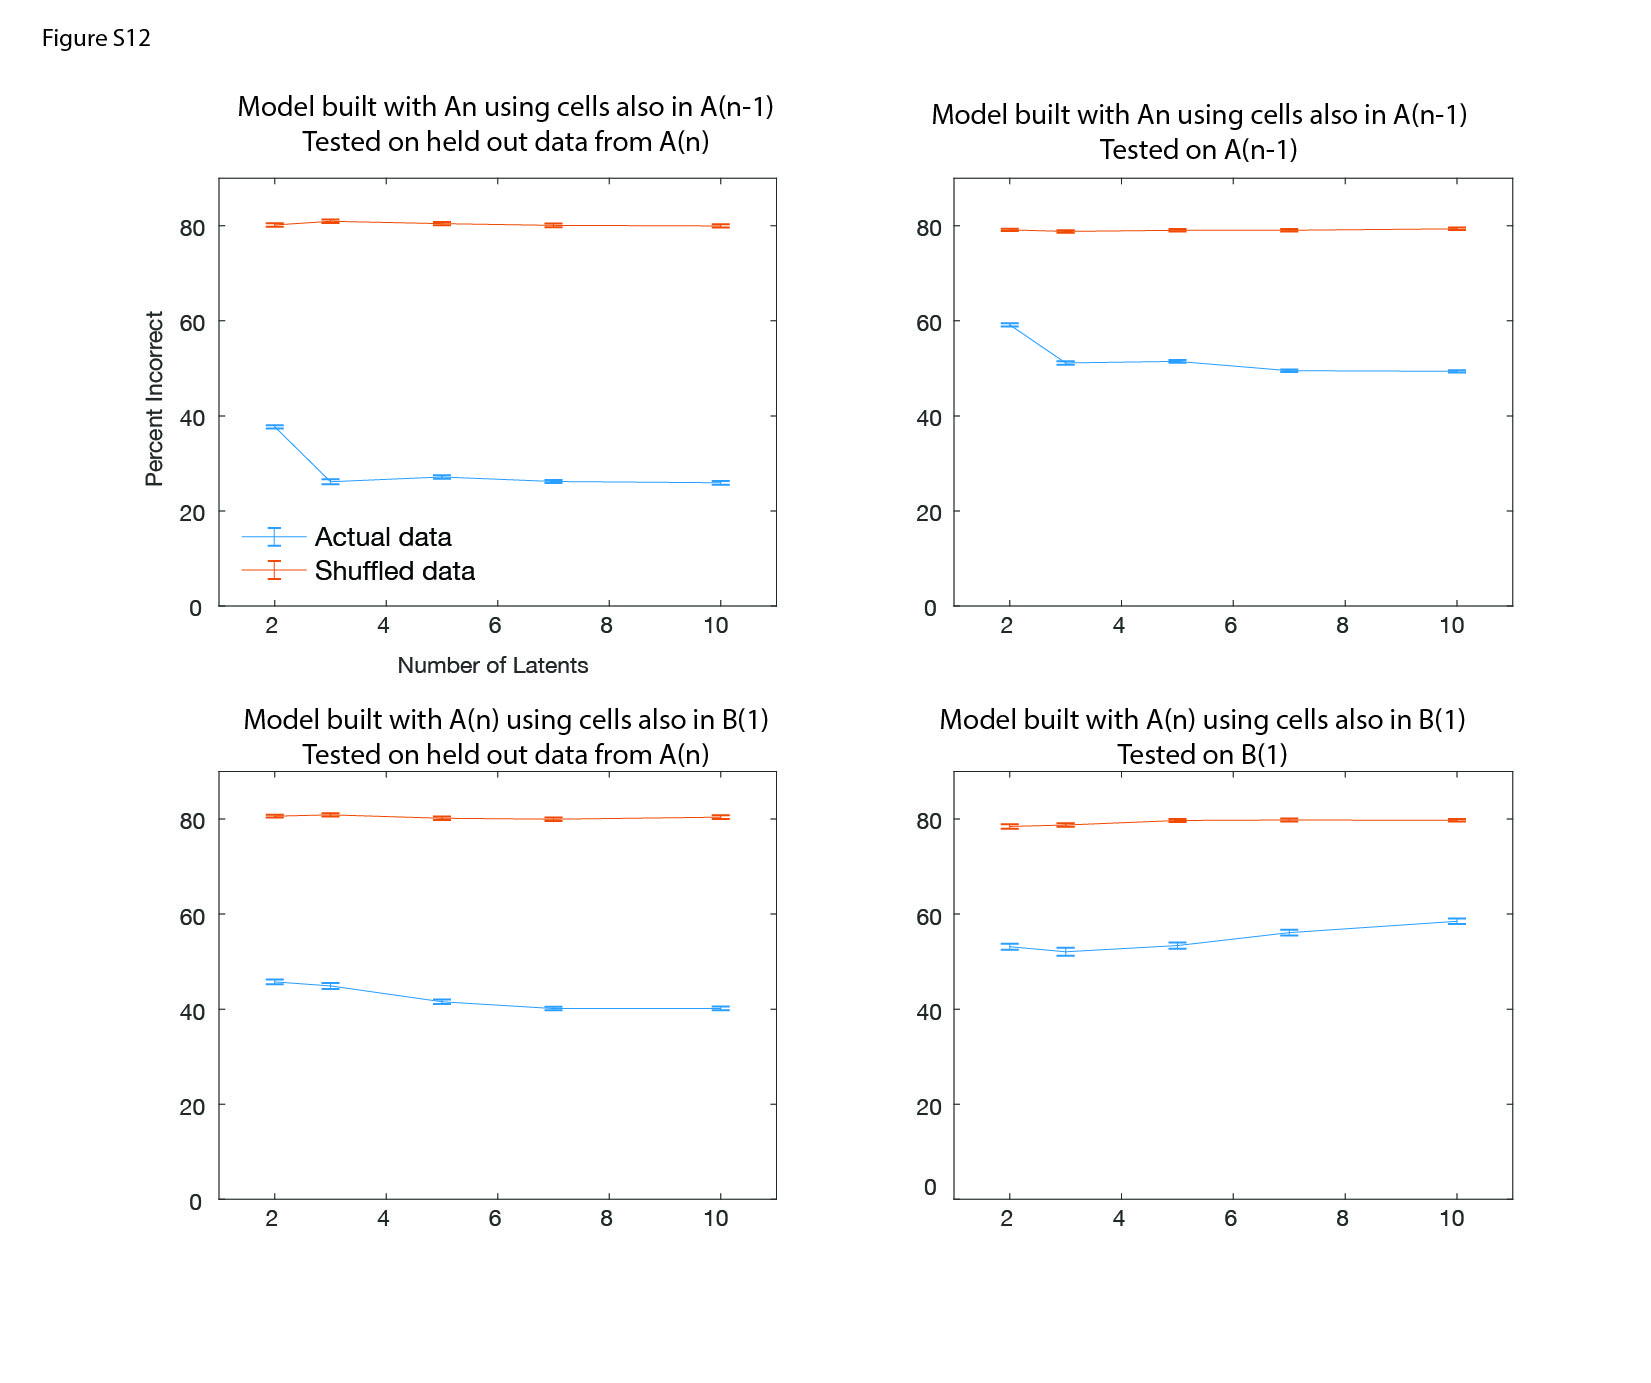 Figure S12
Model built with An using cells also in A(n-1)
Tested on held out data from A(n)
80
60
40
20
0
Percent Incorrect
Actual data
Shuffled data
2 4 6 8 10
Number of Latents
Model built with An using cells also in A(n-1)
Tested on A(n-1)
80
60
40
20
0
2 4 6 8 10
Model built with A(n) using cells also in B(1)
Tested on held out data from A(n)
80
60
40
20
0
2 4 6 8 10
Model built with A(n) using cells also in B(1)
Tested on B(1)
80
60
40
20
0
2 4 6 8 10